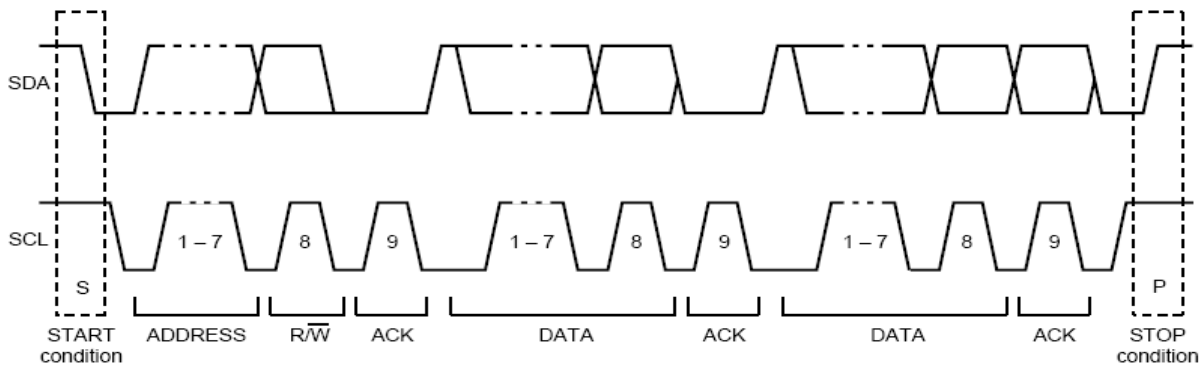 SDA
SCL
1 – 7 8 9 1 – 7 8 9 1 – 7 8 9
S P
START condition ADDRESS R/W̅ ACK DATA ACK DATA ACK STOP condition